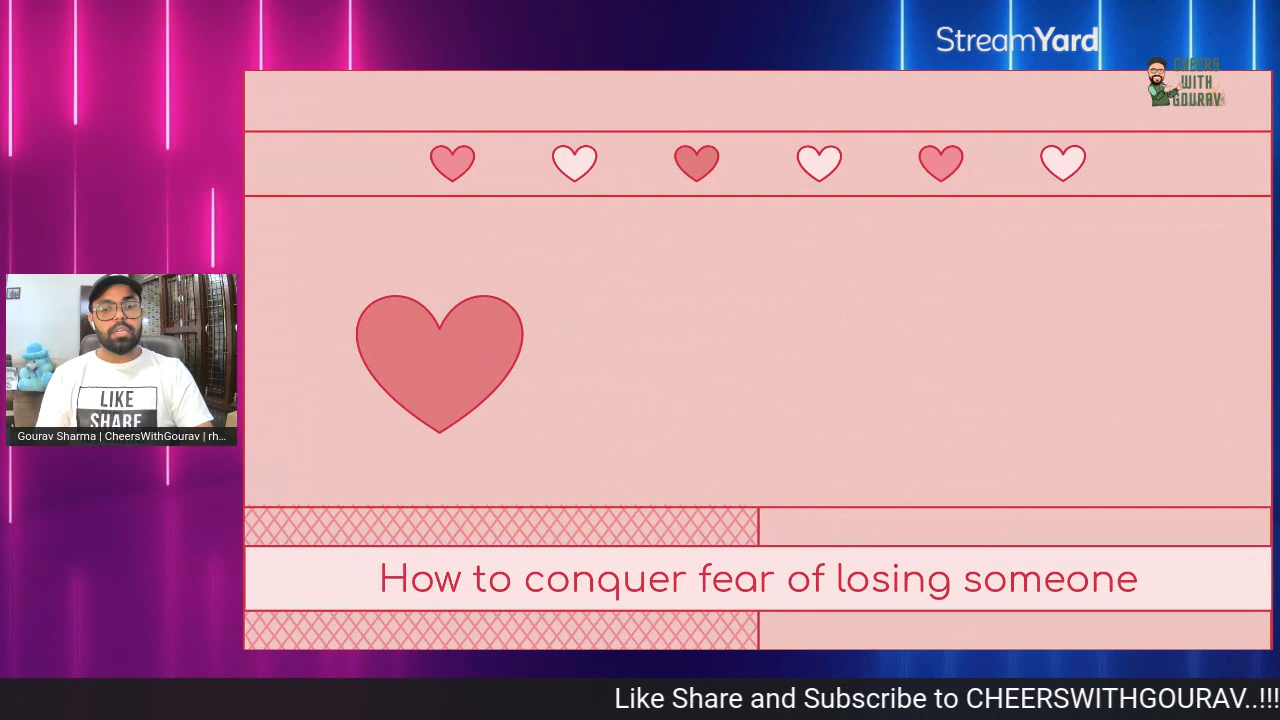 StreamYard
CHEERS
WITH
GOURAV
LIKE
SHARE
Gourav Sharma | CheersWithGourav | rh...
How to conquer fear of losing someone
Like Share and Subscribe to CHEERSWITHGOURAV..!!!